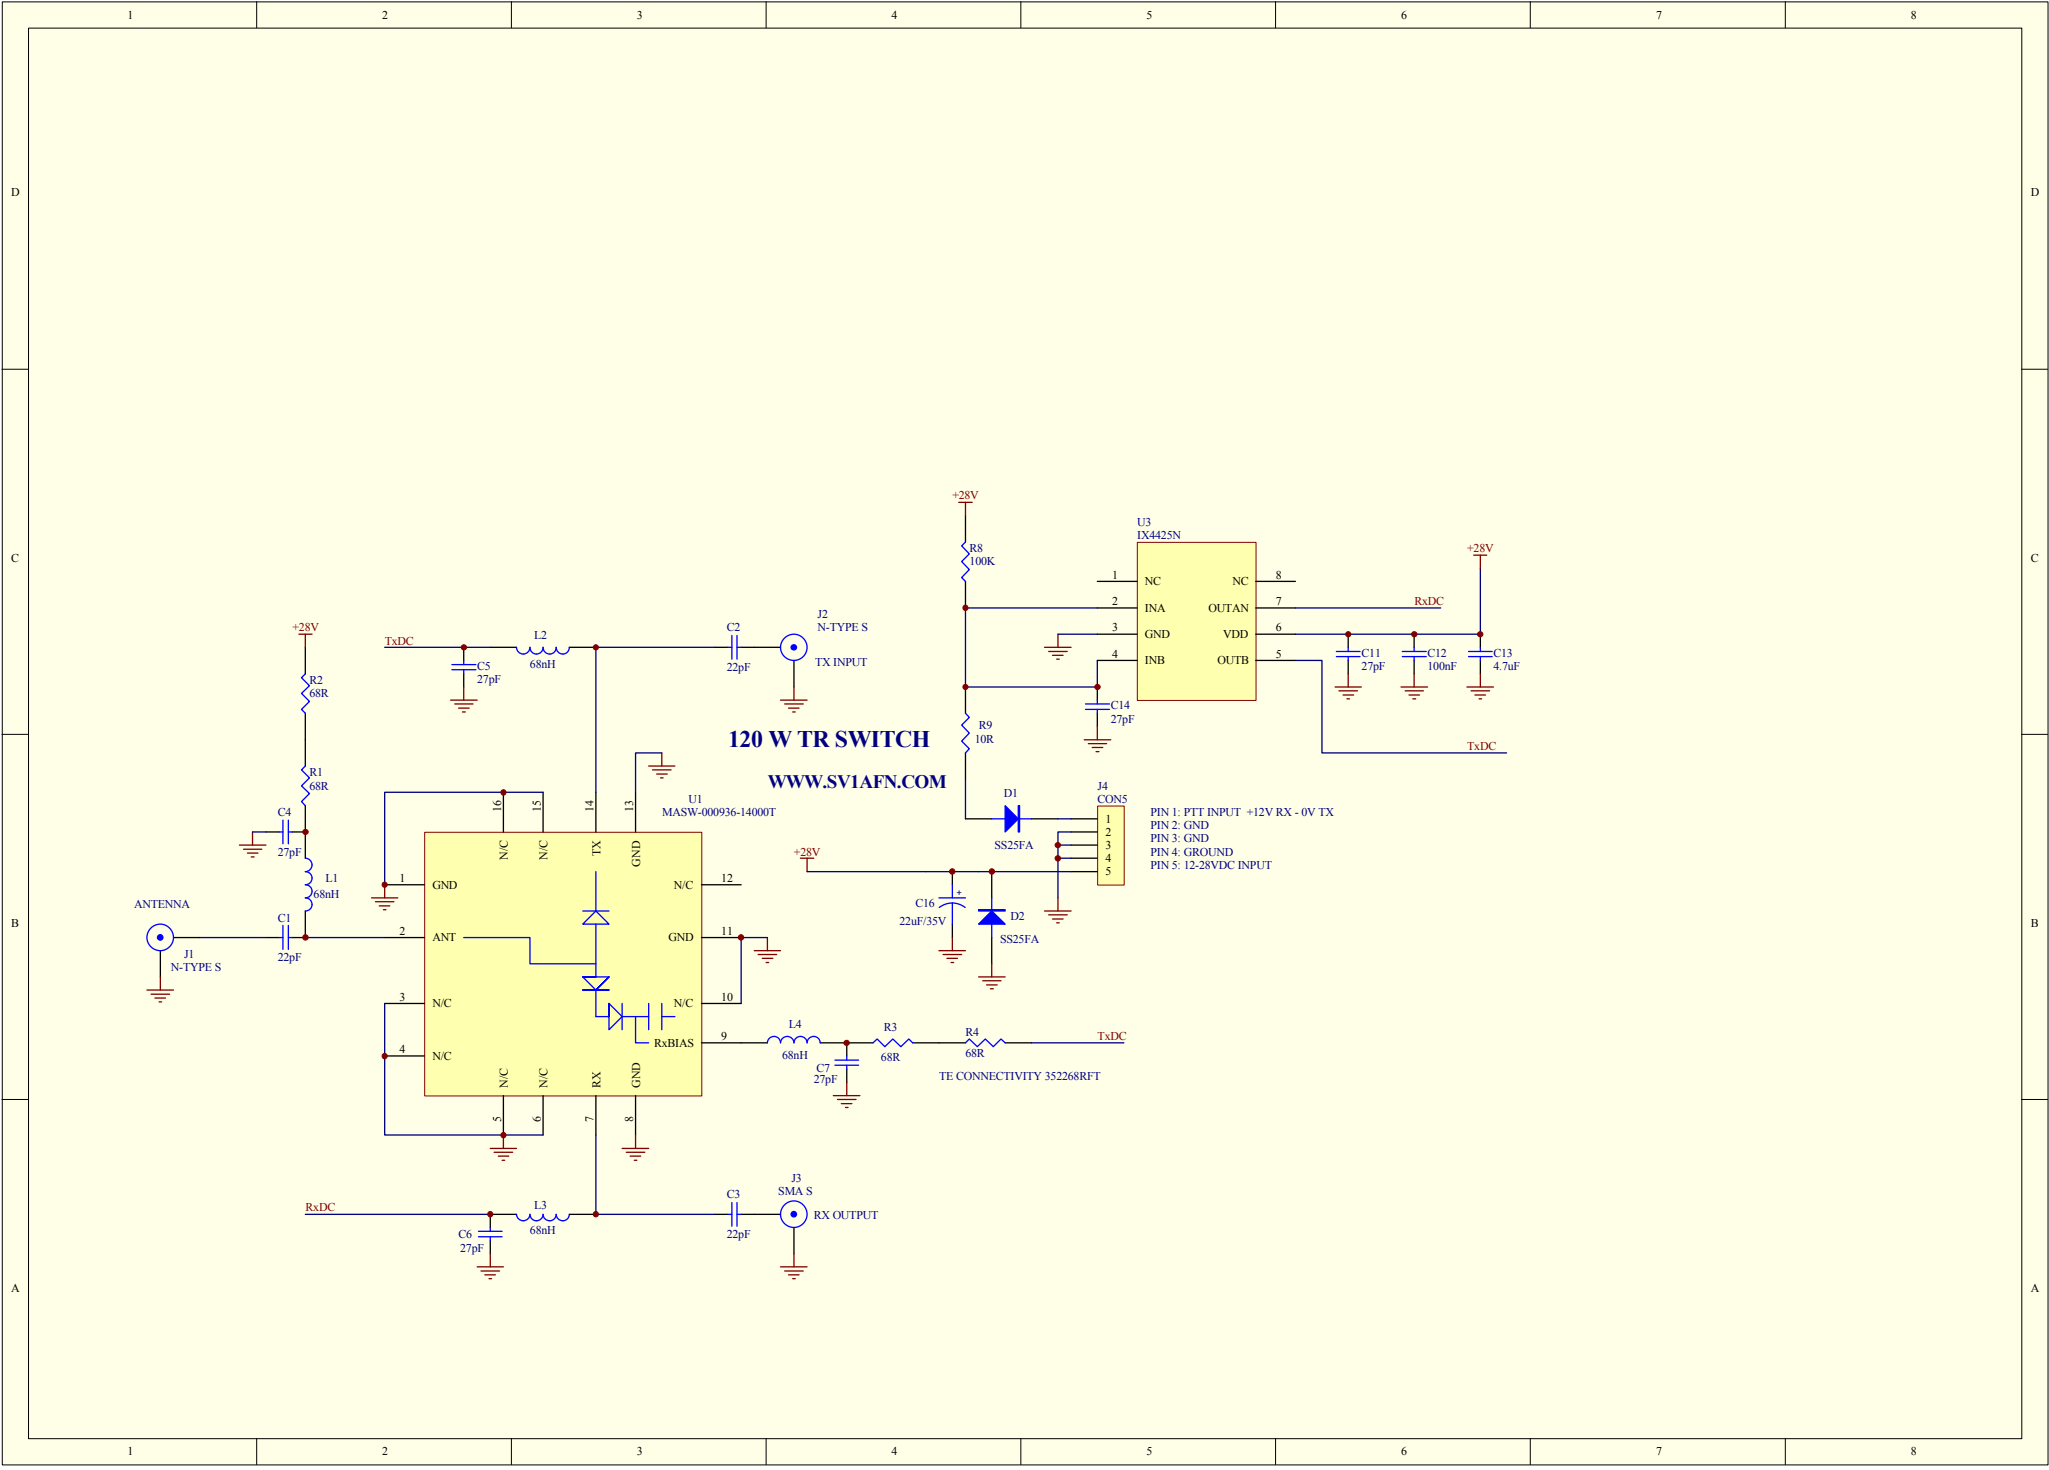 1 2 3 4 5 6 7 8
D D
C C
B B
A A
+28V
R8
100K
U3
IX4425N
1 NC
NC 8
2 INA
OUTAN 7
RxDC
3 GND
VDD 6
4 INB
OUTB 5
+28V
C11
27pF
C12
100nF
C13
4.7uF
TxDC
C14
27pF
R9
10R
+28V
R2
68R
R1
68R
C4
27pF
L1
68nH
TxDC
C5
27pF
L2
68nH
C2
22pF
J2
N-TYPE S
TX INPUT
120 W TR SWITCH
WWW.SV1AFN.COM
U1
MASW-000936-14000T
16 15 14 13
N/C N/C TX GND
1 GND
N/C 12
2 ANT
GND 11
3 N/C
N/C 10
4 N/C
RxBIAS 9
N/C N/C RX GND
5 6 7 8
ANTENNA
J1
N-TYPE S
C1
22pF
D1
SS25FA
J4
CON5
1
2
3
4
5
PIN 1: PTT INPUT +12V RX - 0V TX
PIN 2: GND
PIN 3: GND
PIN 4: GROUND
PIN 5: 12-28VDC INPUT
+28V
C16
22uF/35V
D2
SS25FA
L4
68nH
C7
27pF
R3
68R
R4
68R
TxDC
TE CONNECTIVITY 352268RFT
RxDC
C6
27pF
L3
68nH
C3
22pF
J3
SMA S
RX OUTPUT
1 2 3 4 5 6 7 8